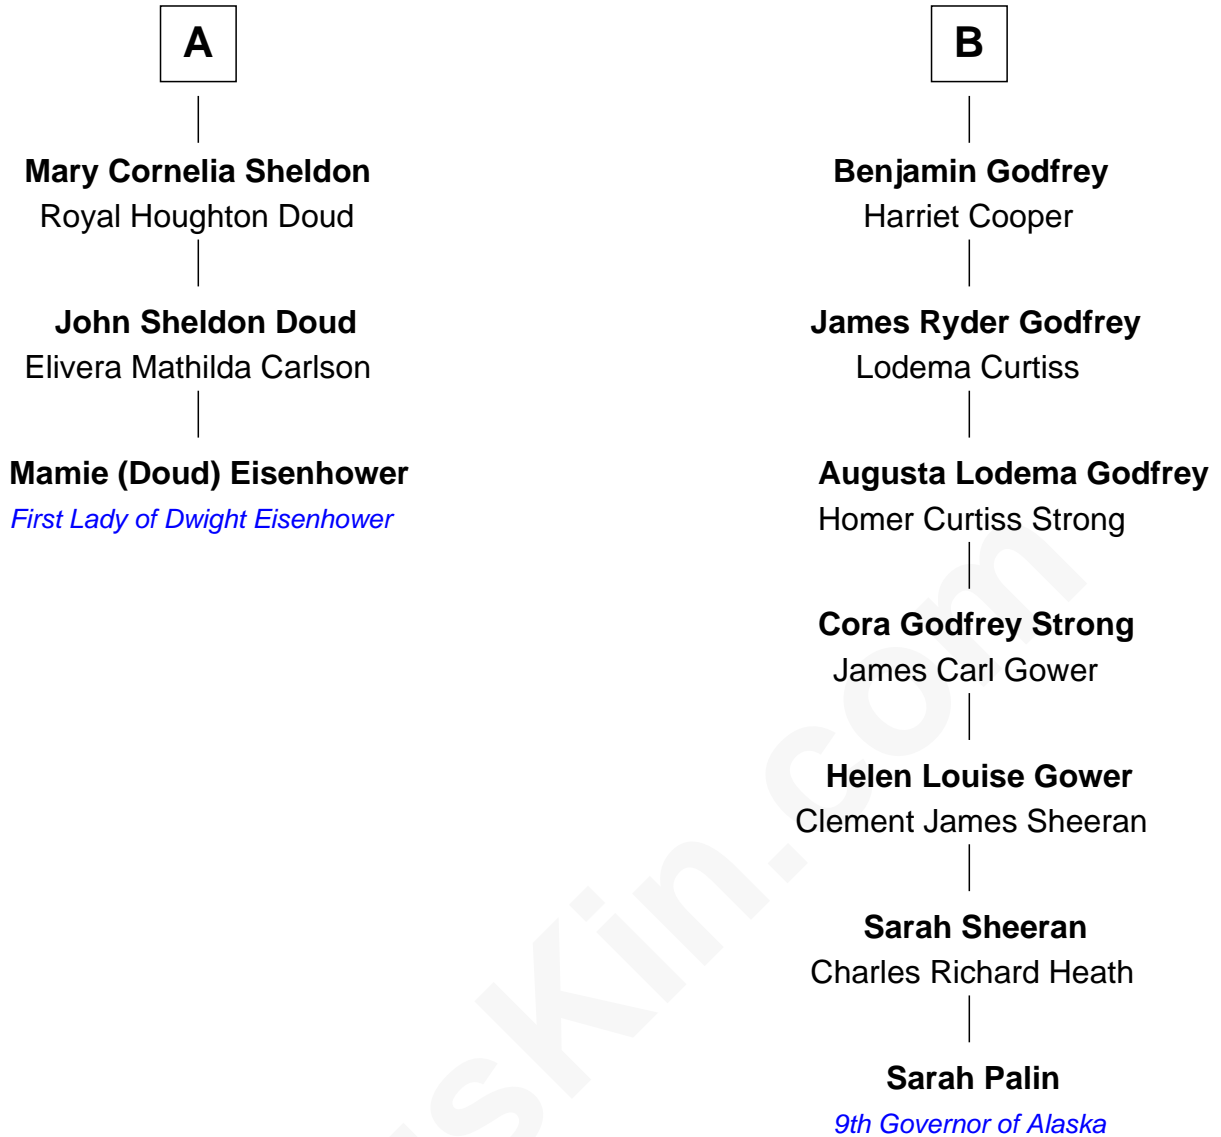 A
Mary Cornelia Sheldon
Royal Houghton Doud
John Sheldon Doud
Elivera Mathilda Carlson
Mamie (Doud) Eisenhower
First Lady of Dwight Eisenhower
B
Benjamin Godfrey
Harriet Cooper
James Ryder Godfrey
Lodema Curtiss
Augusta Lodema Godfrey
Homer Curtiss Strong
Cora Godfrey Strong
James Carl Gower
Helen Louise Gower
Clement James Sheeran
Sarah Sheeran
Charles Richard Heath
Sarah Palin
9th Governor of Alaska
sKin.com